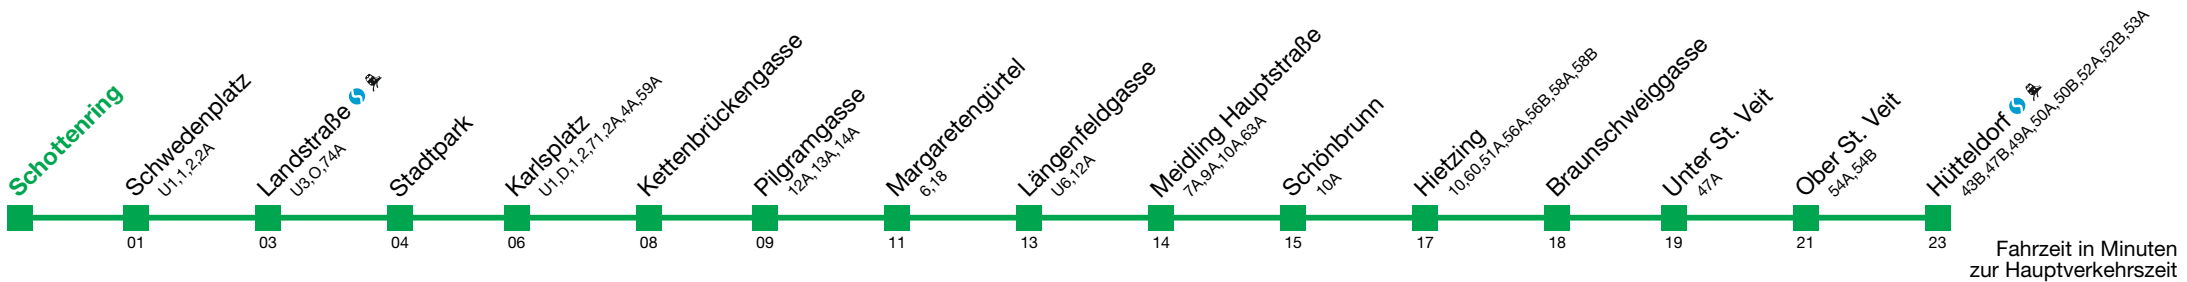 Schottenring
Schwedenplatz
U1,1,2,2A
Landstraße
U3,O,74A
Stadtpark
Karlsplatz
U1,D,1,2,71,2A,4A,59A
Kettenbrückengasse
Pilgramgasse
12A,13A,14A
Margaretengürtel
6,18
Längenfeldgasse
U6,12A
Meidling Hauptstraße
7A,9A,10A,63A
Schönbrunn
10A
Hietzing
10,60,51A,56A,56B,58A,58B
Braunschweiggasse
Unter St. Veit
47A
Ober St. Veit
54A,54B
Hütteldorf
43B,47B,49A,50A,50B,52A,52B,53A
01 03 04 06 08 09 11 13 14 15 17 18 19 21 23
Fahrzeit in Minuten
zur Hauptverkehrszeit